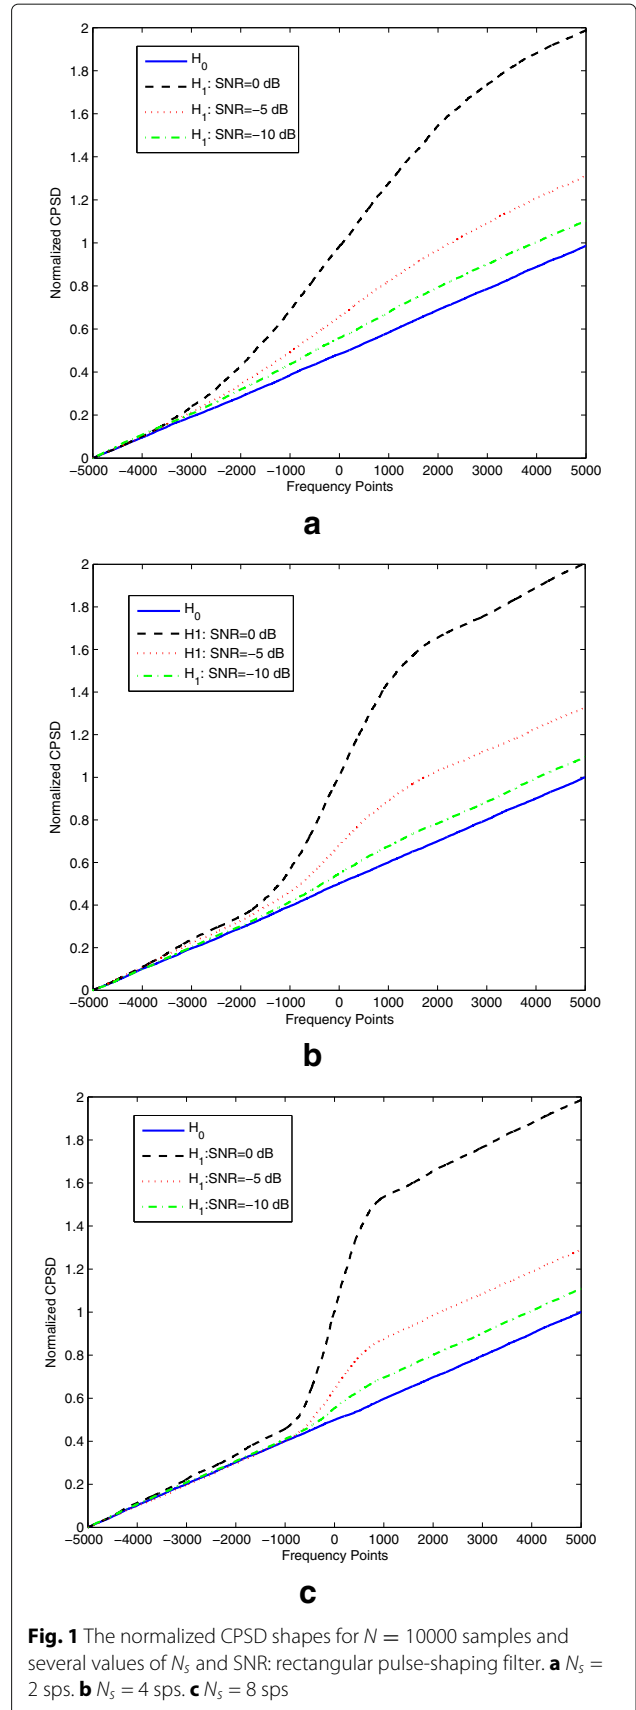 2
1.8
1.6
1.4
1.2
1
0.8
0.6
0.4
0.2
0
Normalized CPSD
H0
H1: SNR=0 dB
H1: SNR=−5 dB
H1: SNR=−10 dB
−5000 −4000 −3000 −2000 −1000 0 1000 2000 3000 4000 5000
Frequency Points
a
2
1.8
1.6
1.4
1.2
1
0.8
0.6
0.4
0.2
0
Normalized CPSD
H0
H1: SNR=0 dB
H1: SNR=−5 dB
H1: SNR=−10 dB
−5000 −4000 −3000 −2000 −1000 0 1000 2000 3000 4000 5000
Frequency Points
b
2
1.8
1.6
1.4
1.2
1
0.8
0.6
0.4
0.2
0
Normalized CPSD
H0
H1:SNR=0 dB
H1:SNR=−5 dB
H1:SNR=−10 dB
−5000 −4000 −3000 −2000 −1000 0 1000 2000 3000 4000 5000
Frequency Points
c
Fig. 1 The normalized CPSD shapes for N = 10000 samples and
several values of Ns and SNR: rectangular pulse-shaping filter. a Ns =
2 sps. b Ns = 4 sps. c Ns = 8 sps